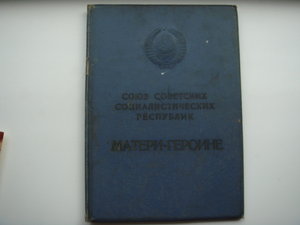 СОЮЗ СОВЕТСКИХ
СОЦИАЛИСТИЧЕСКИХ
РЕСПУБЛИК
МАТЕРИ-ГЕРОИНЕ